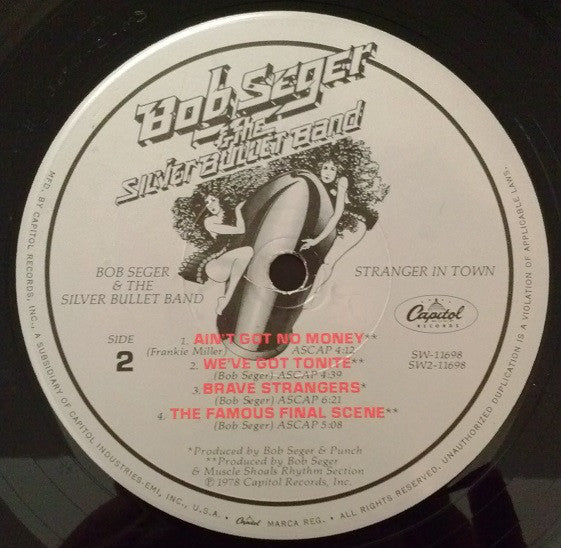 Bob Seger
& the
Silver Bullet Band
BOB SEGER
& THE
SILVER BULLET BAND
STRANGER IN TOWN
Capitol
RECORDS
SIDE
2
SW-11698
SW2-11698
1. AIN'T GOT NO MONEY**
(Frankie Miller) ASCAP 4:12
2. WE'VE GOT TONITE**
(Bob Seger) ASCAP 4:39
3. BRAVE STRANGERS*
(Bob Seger) ASCAP 6:21
4. THE FAMOUS FINAL SCENE**
(Bob Seger) ASCAP 5:08
*Produced by Bob Seger & Punch
**Produced by Bob Seger
& Muscle Shoals Rhythm Section
℗ 1978 Capitol Records, Inc.
MFD. BY CAPITOL RECORDS, INC., A SUBSIDIARY OF CAPITOL INDUSTRIES-EMI, INC., U.S.A. • Capitol MARCA REG. • ALL RIGHTS RESERVED. UNAUTHORIZED DUPLICATION IS A VIOLATION OF APPLICABLE LAWS.